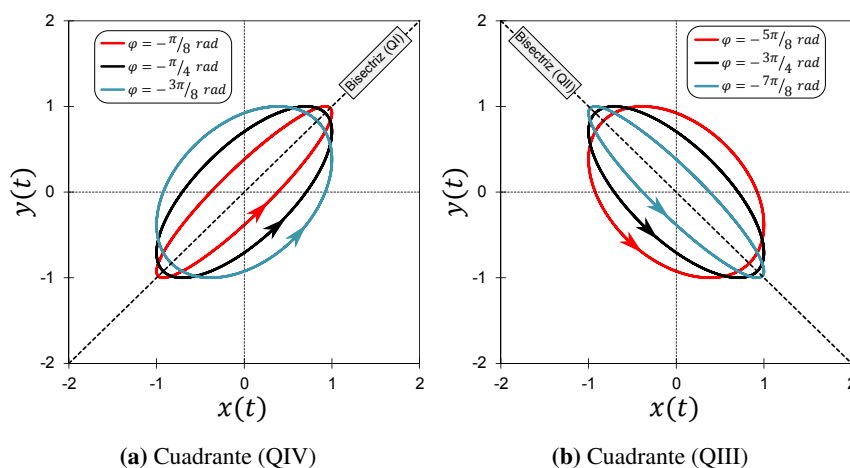 2
1
0
-1
-2
y(t)
φ = −π/8 rad
φ = −π/4 rad
φ = −3π/8 rad
Bisectriz (QI)
-2 -1 0 1 2
x(t)
(a) Cuadrante (QIV)
2
1
0
-1
-2
y(t)
Bisectriz (QII)
φ = −5π/8 rad
φ = −3π/4 rad
φ = −7π/8 rad
-2 -1 0 1 2
x(t)
(b) Cuadrante (QIII)